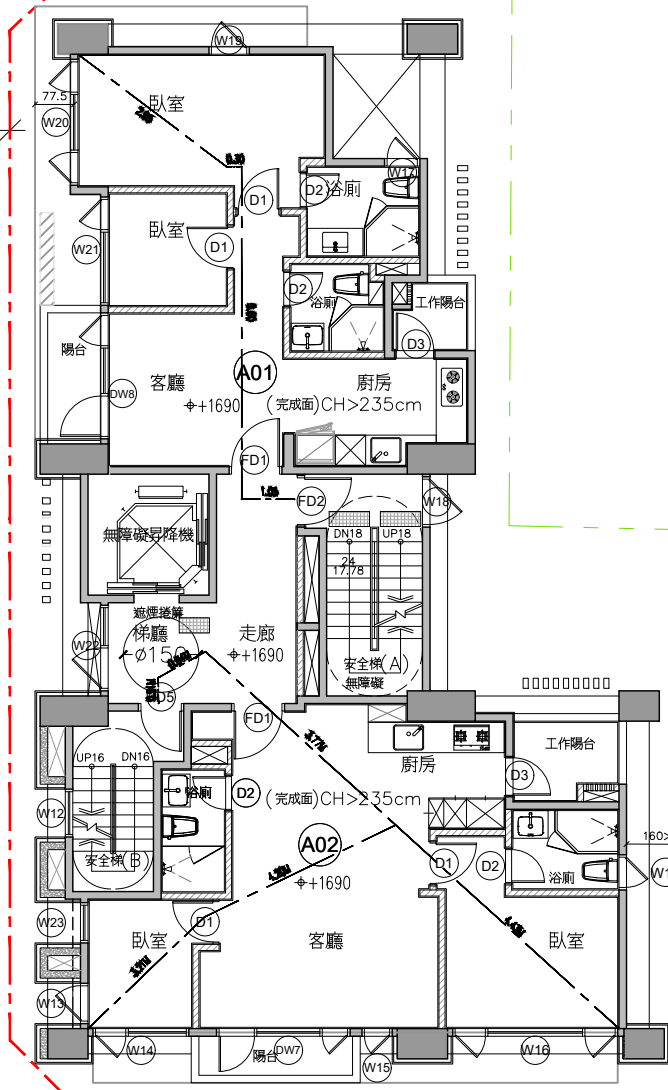 W19
77.5
臥室
W20
W17
D1
D2
浴廁
臥室
W21
D1
D2
浴廁
工作陽台
陽台
D3
A01
客廳
廚房
DW8
+1690
(完成面)CH>235cm
FD1
FD2
W18
無障礙昇降機
DN18
UP18
24
17.78
遮煙捲簾
梯廳
走廊
W22
ø150
+1690
安全梯(A)
無障礙
D5
FD1
工作陽台
廚房
UP16
DN16
D3
浴廁
D2
W12
(完成面)CH>235cm
A02
160>
安全梯(B)
D1
D2
浴廁
W1
+1690
W23
D1
臥室
客廳
臥室
W13
W14
陽台
DW7
W15
W16